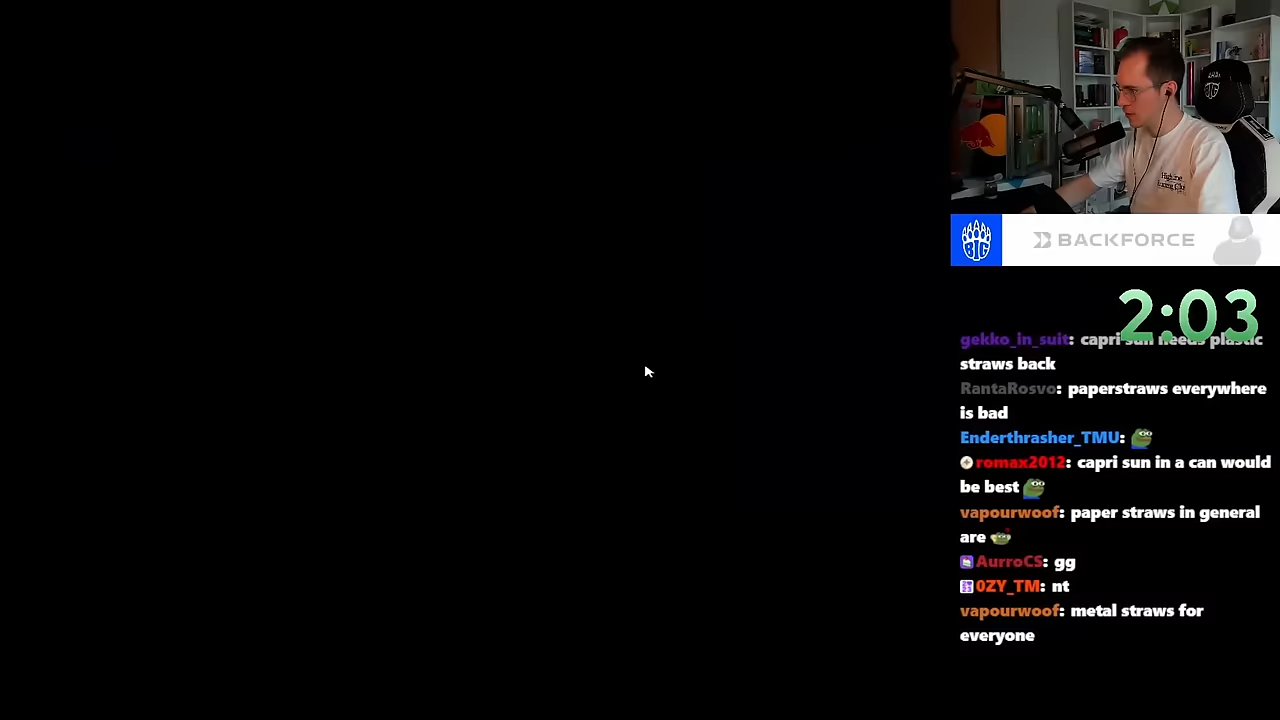 BIG
BACKFORCE
2:03
gekko_in_suit: capri sun needs plastic
straws back
RantaRosvo: paperstraws everywhere
is bad
Enderthrasher_TMU:
romax2012: capri sun in a can would
be best
vapourwoof: paper straws in general
are
AurroCS: gg
0ZY_TM: nt
vapourwoof: metal straws for
everyone